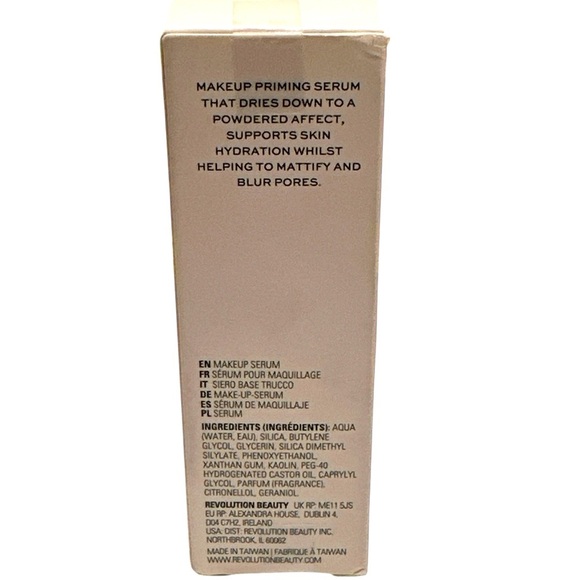 MAKEUP PRIMING SERUM
THAT DRIES DOWN TO A
POWDERED AFFECT,
SUPPORTS SKIN
HYDRATION WHILST
HELPING TO MATTIFY AND
BLUR PORES.
EN MAKEUP SERUM
FR SÉRUM POUR MAQUILLAGE
IT SIERO BASE TRUCCO
DE MAKE-UP-SERUM
ES SÉRUM DE MAQUILLAJE
PL SERUM
INGREDIENTS (INGRÉDIENTS): AQUA
(WATER, EAU), SILICA, BUTYLENE
GLYCOL, GLYCERIN, SILICA DIMETHYL
SILYLATE, PHENOXYETHANOL,
XANTHAN GUM, KAOLIN, PEG-40
HYDROGENATED CASTOR OIL, CAPRYLYL
GLYCOL, PARFUM (FRAGRANCE),
CITRONELLOL, GERANIOL.
REVOLUTION BEAUTY UK RP: ME11 5JS
EU RP: ALEXANDRA HOUSE, DUBLIN 4,
D04 C7H2, IRELAND
USA: DIST: REVOLUTION BEAUTY INC.
NORTHBROOK, IL 60062
MADE IN TAIWAN | FABRIQUÉ À TAIWAN
WWW.REVOLUTIONBEAUTY.COM